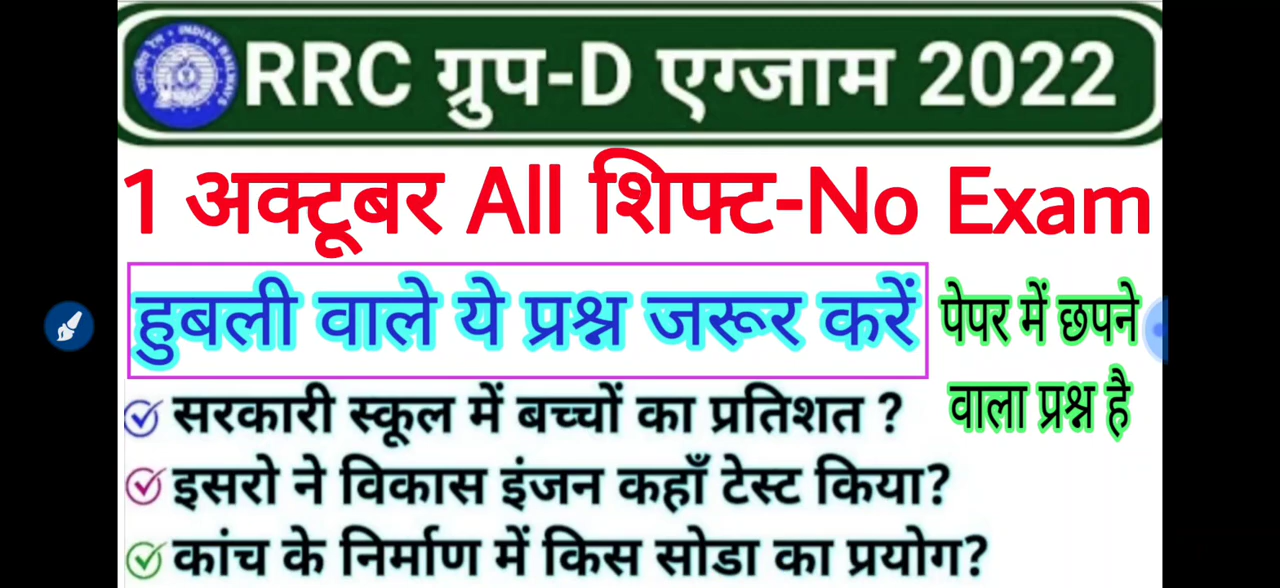 RRC ग्रुप-D एग्जाम 2022
1 अक्टूबर All शिफ्ट-No Exam
हुबली वाले ये प्रश्न जरूर करें
पेपर में छपने
वाला प्रश्न है
सरकारी स्कूल में बच्चों का प्रतिशत ?
इसरो ने विकास इंजन कहाँ टेस्ट किया?
कांच के निर्माण में किस सोडा का प्रयोग?